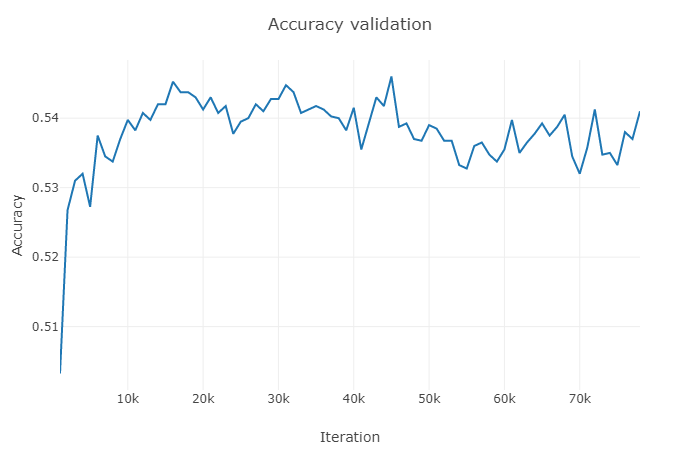 Accuracy validation
Accuracy
0.54
0.53
0.52
0.51
10k 20k 30k 40k 50k 60k 70k
Iteration